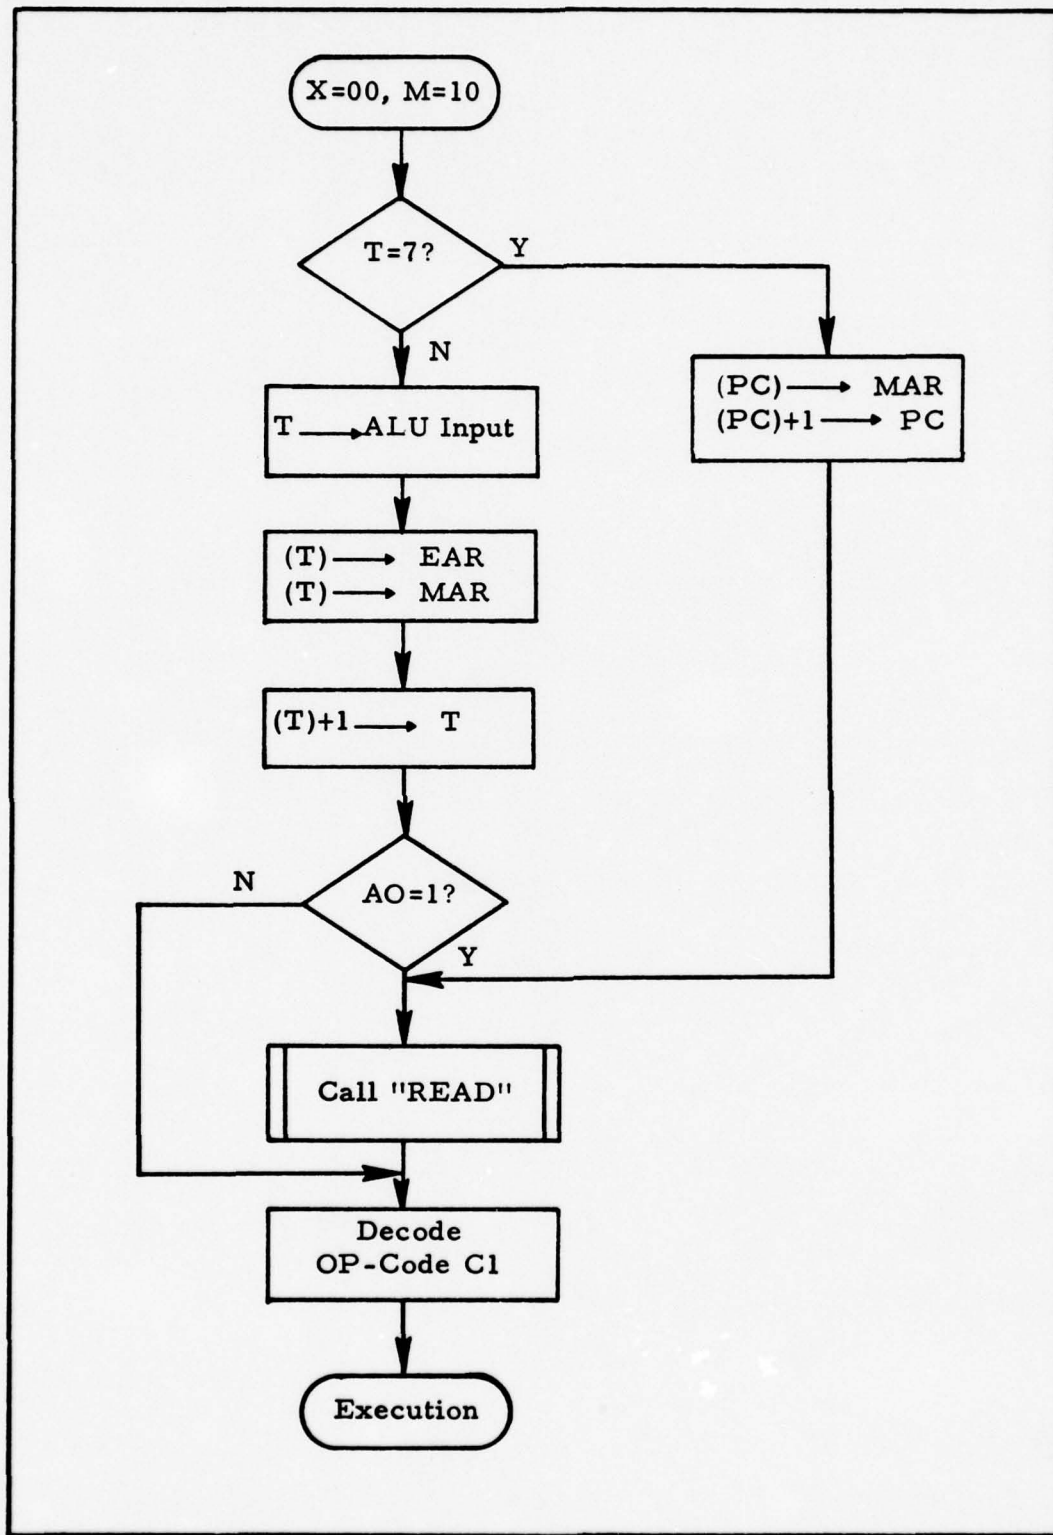 X=00, M=10
T=7?
Y
N
(PC) → MAR
(PC)+1 → PC
T → ALU Input
(T) → EAR
(T) → MAR
(T)+1 → T
N
AO=1?
Y
Call "READ"
Decode
OP-Code C1
Execution